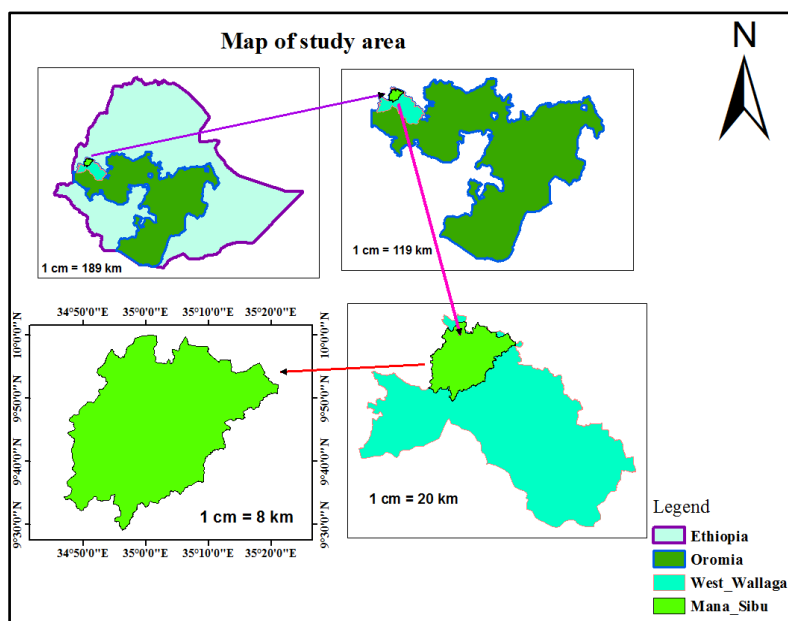 Map of study area
N
1 cm = 189 km
1 cm = 119 km
34°50'0"E 35°0'0"E 35°10'0"E 35°20'0"E
10°0'0"N
9°50'0"N
9°40'0"N
9°30'0"N
10°0'0"N
9°50'0"N
9°40'0"N
9°30'0"N
1 cm = 8 km
34°50'0"E 35°0'0"E 35°10'0"E 35°20'0"E
1 cm = 20 km
Legend
Ethiopia
Oromia
West_Wallaga
Mana_Sibu